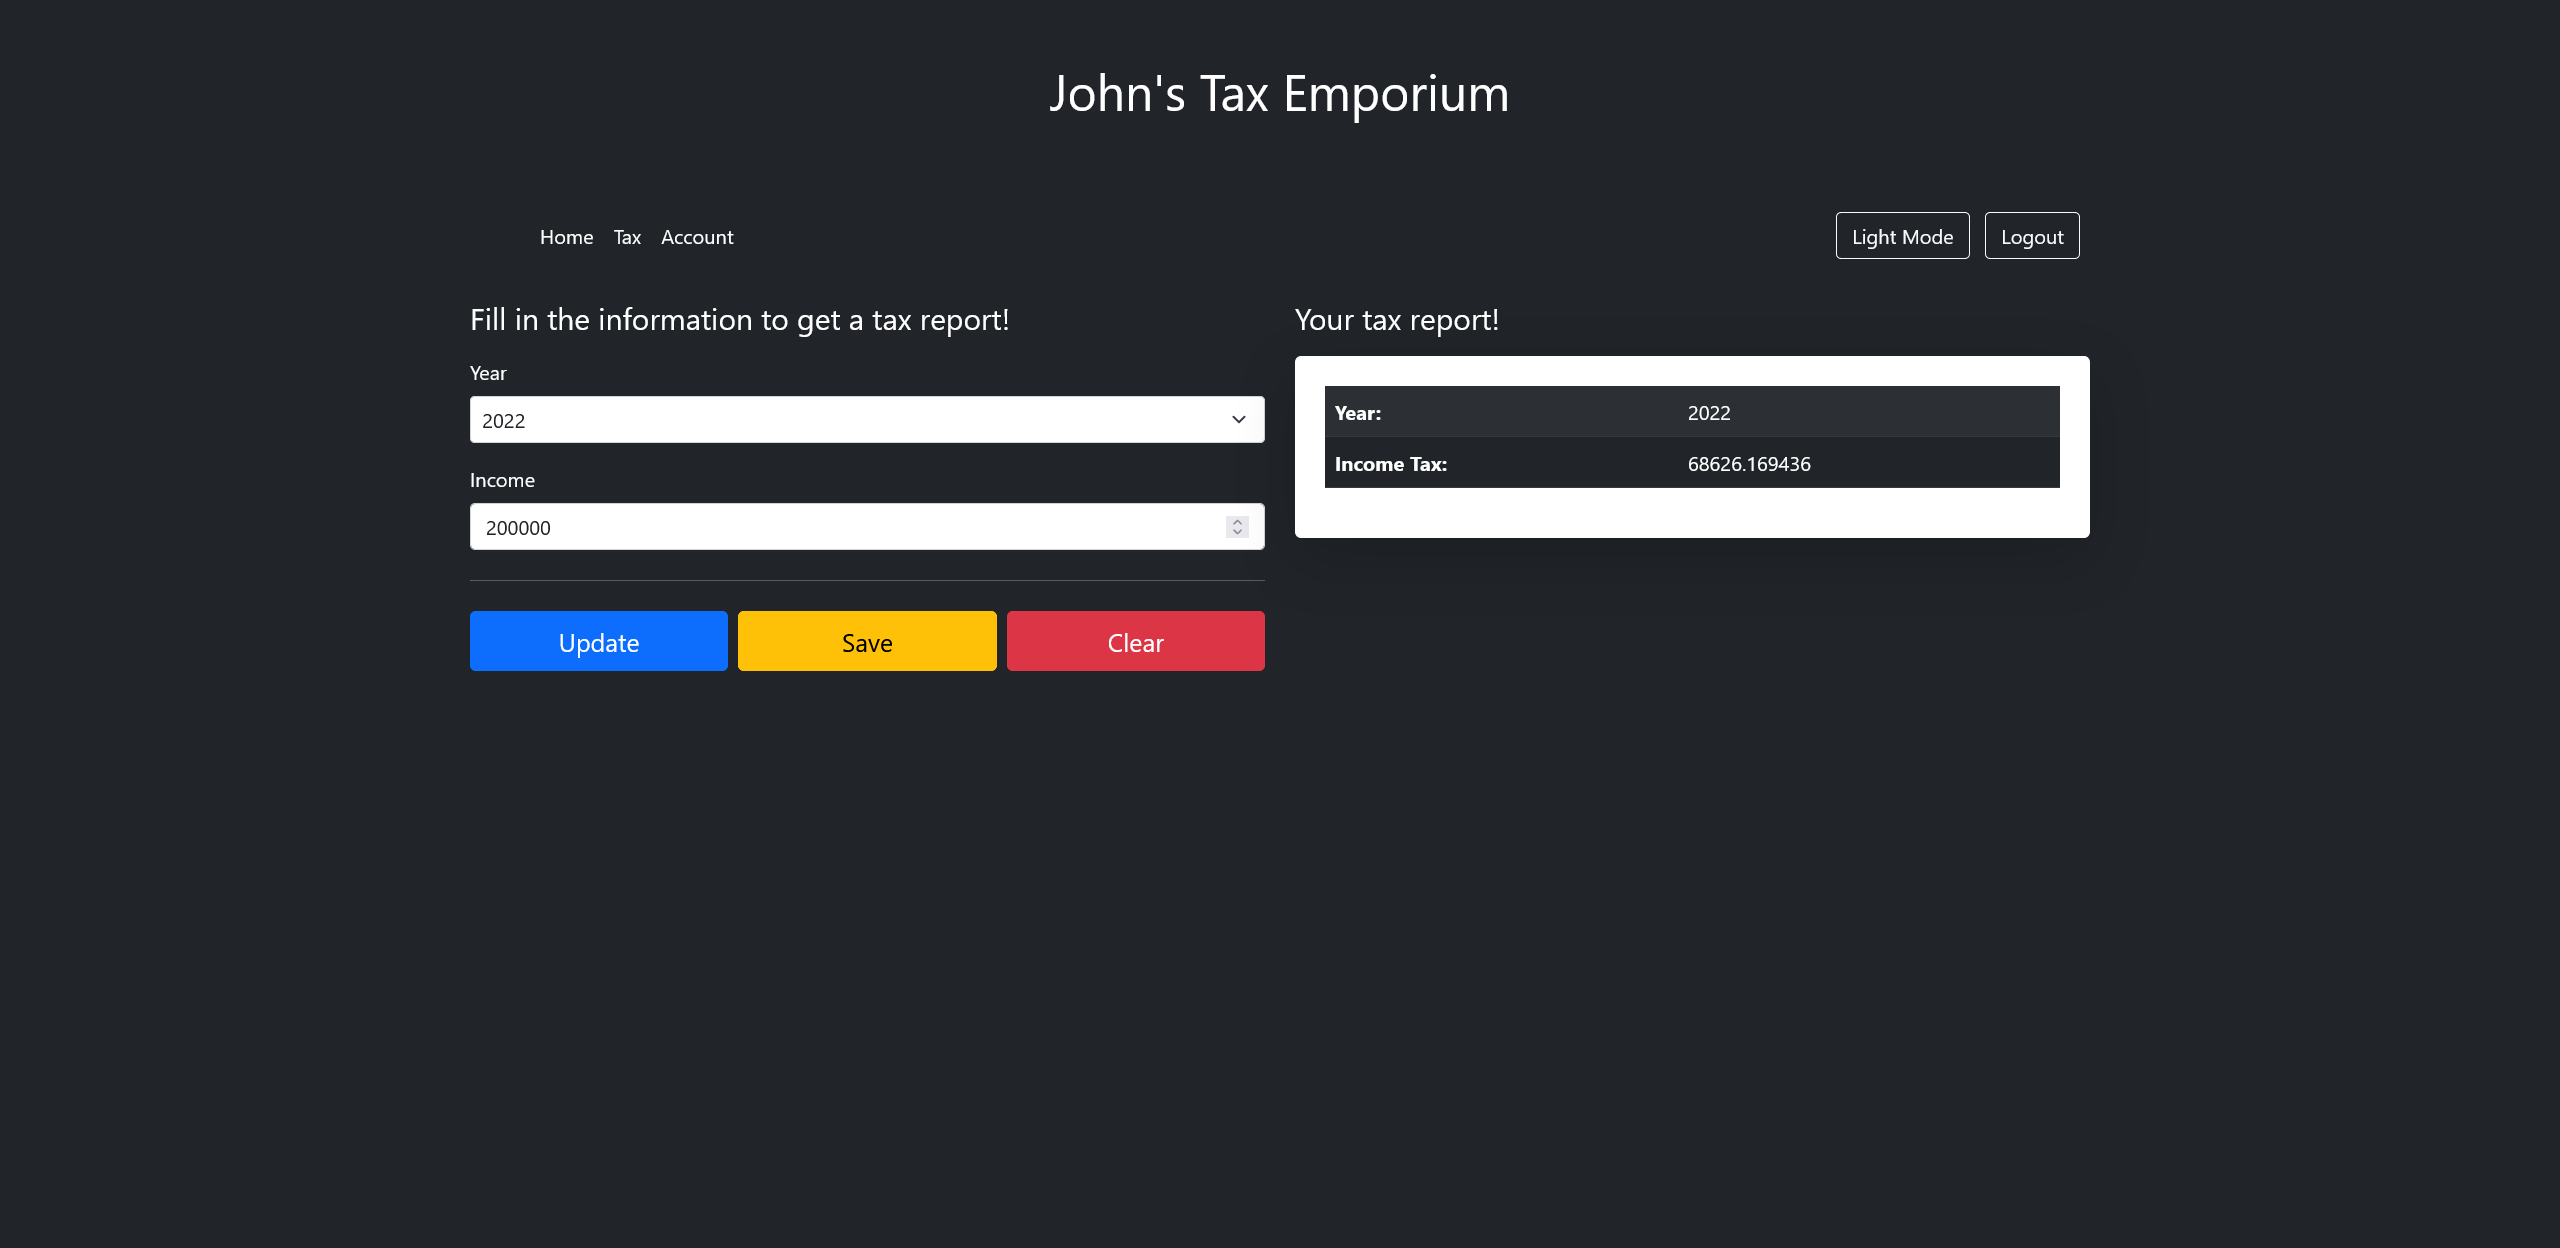 John's Tax Emporium
Home Tax Account
Light Mode Logout
Fill in the information to get a tax report!
Year
2022
Income
200000
Update Save Clear
Your tax report!
Year: 2022
Income Tax: 68626.169436